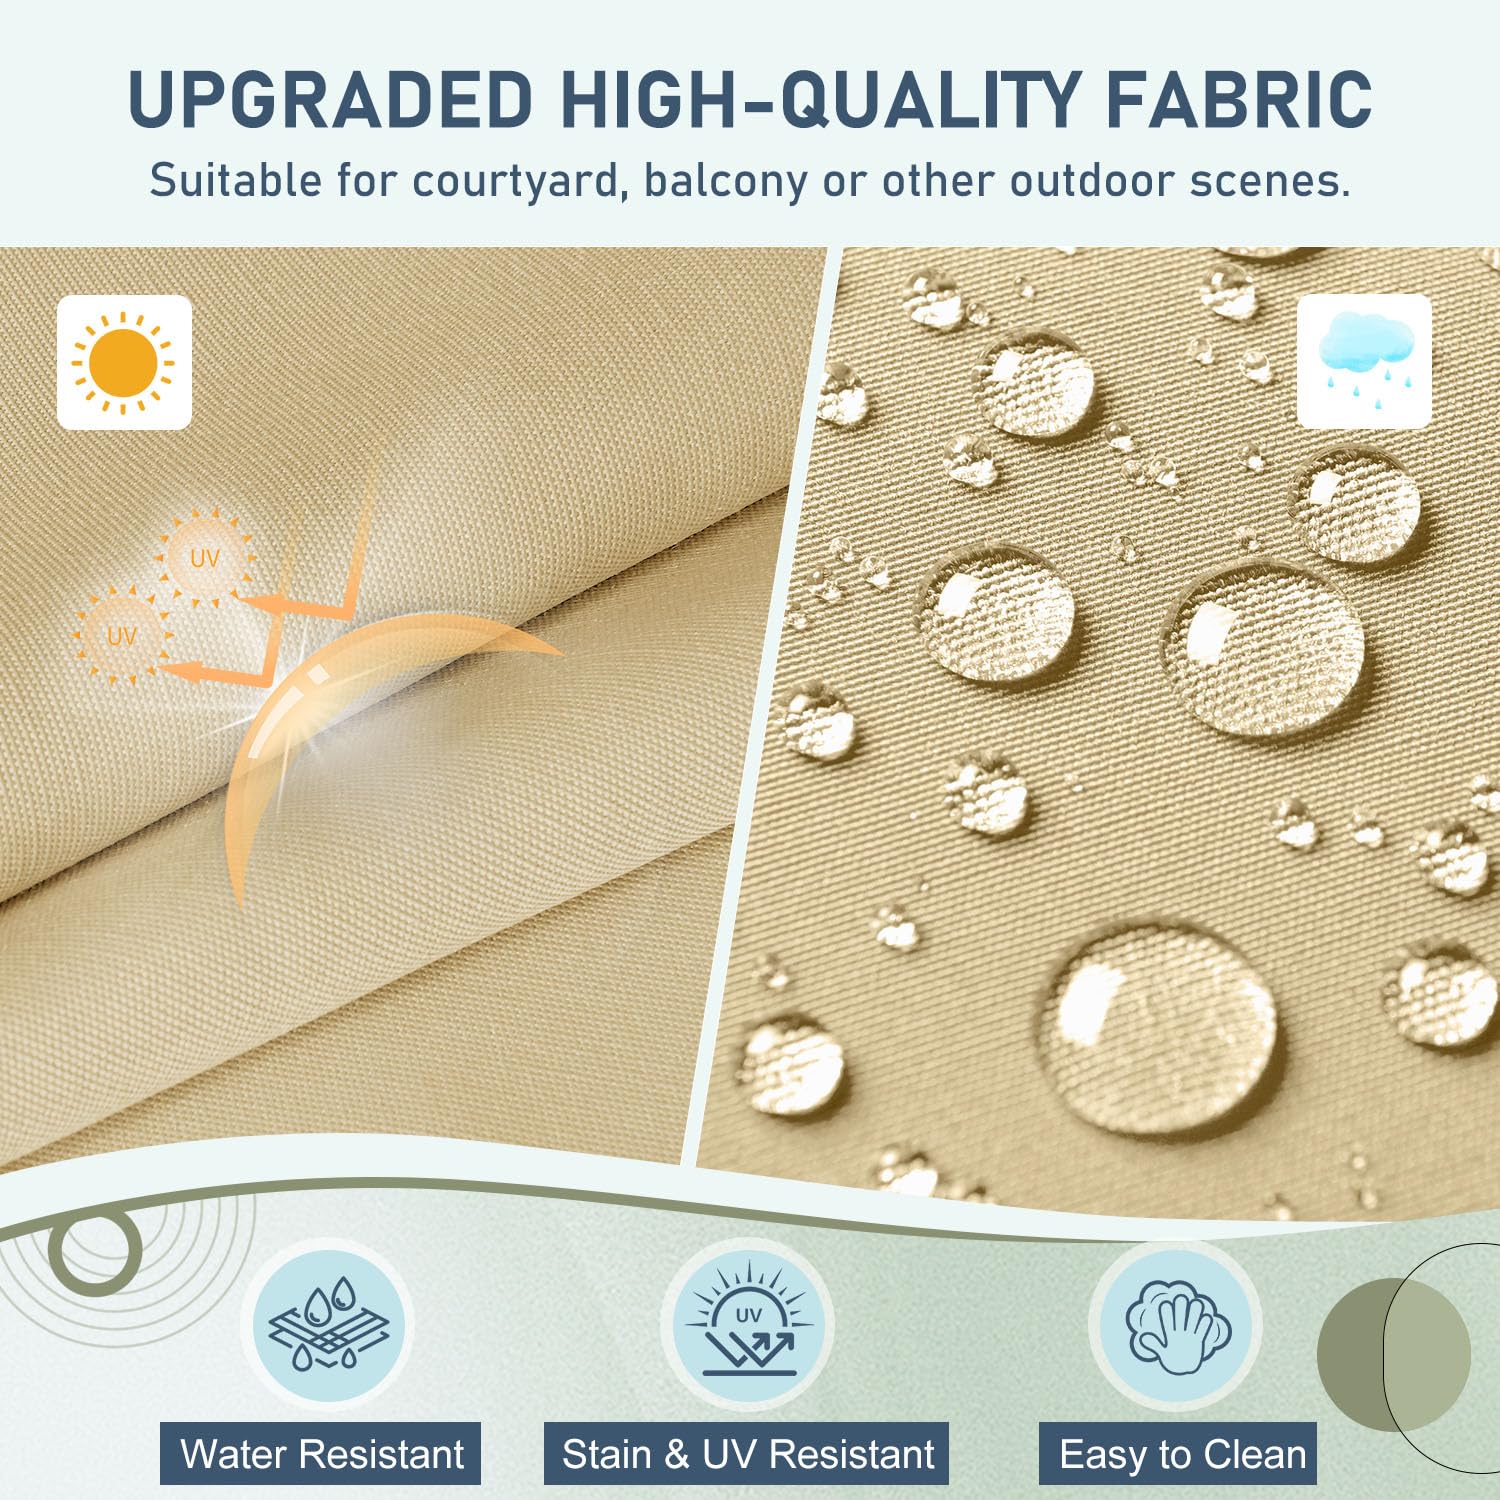 UPGRADED HIGH-QUALITY FABRIC
Suitable for courtyard, balcony or other outdoor scenes.
UV
UV
UV
Water Resistant
Stain & UV Resistant
Easy to Clean